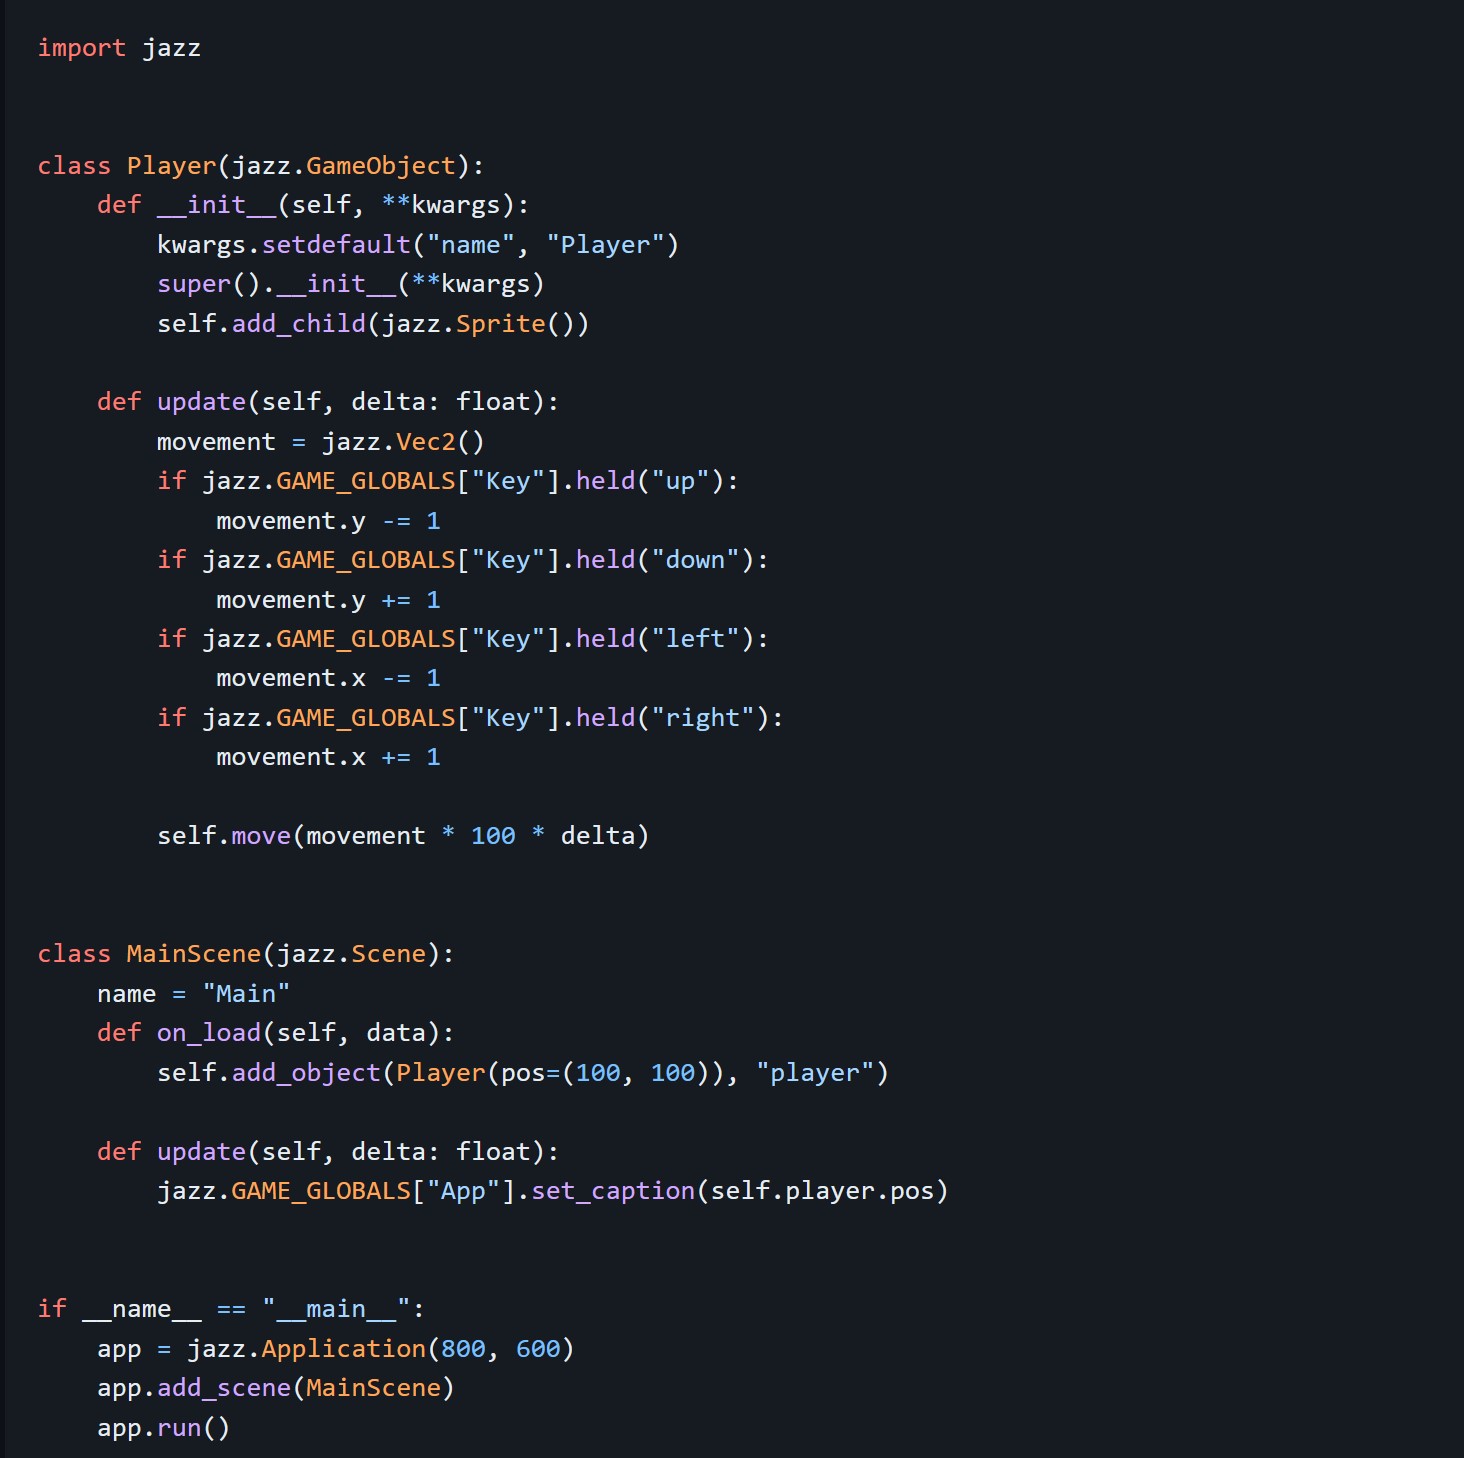 import jazz
class Player(jazz.GameObject):
    def __init__(self, **kwargs):
        kwargs.setdefault("name", "Player")
        super().__init__(**kwargs)
        self.add_child(jazz.Sprite())
    def update(self, delta: float):
        movement = jazz.Vec2()
        if jazz.GAME_GLOBALS["Key"].held("up"):
            movement.y -= 1
        if jazz.GAME_GLOBALS["Key"].held("down"):
            movement.y += 1
        if jazz.GAME_GLOBALS["Key"].held("left"):
            movement.x -= 1
        if jazz.GAME_GLOBALS["Key"].held("right"):
            movement.x += 1
        self.move(movement * 100 * delta)
class MainScene(jazz.Scene):
    name = "Main"
    def on_load(self, data):
        self.add_object(Player(pos=(100, 100)), "player")
    def update(self, delta: float):
        jazz.GAME_GLOBALS["App"].set_caption(self.player.pos)
if __name__ == "__main__":
    app = jazz.Application(800, 600)
    app.add_scene(MainScene)
    app.run()